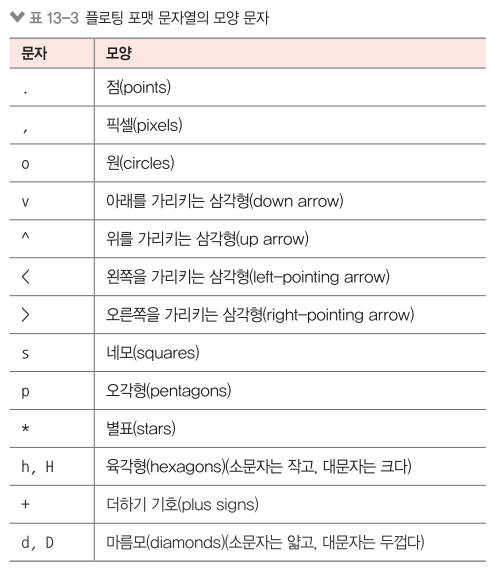 표 13-3 플로팅 포맷 문자열의 모양 문자
문자 모양
. 점(points)
, 픽셀(pixels)
o 원(circles)
v 아래를 가리키는 삼각형(down arrow)
^ 위를 가리키는 삼각형(up arrow)
< 왼쪽을 가리키는 삼각형(left-pointing arrow)
> 오른쪽을 가리키는 삼각형(right-pointing arrow)
s 네모(squares)
p 오각형(pentagons)
* 별표(stars)
h, H 육각형(hexagons)(소문자는 작고, 대문자는 크다)
+ 더하기 기호(plus signs)
d, D 마름모(diamonds)(소문자는 얇고, 대문자는 두껍다)